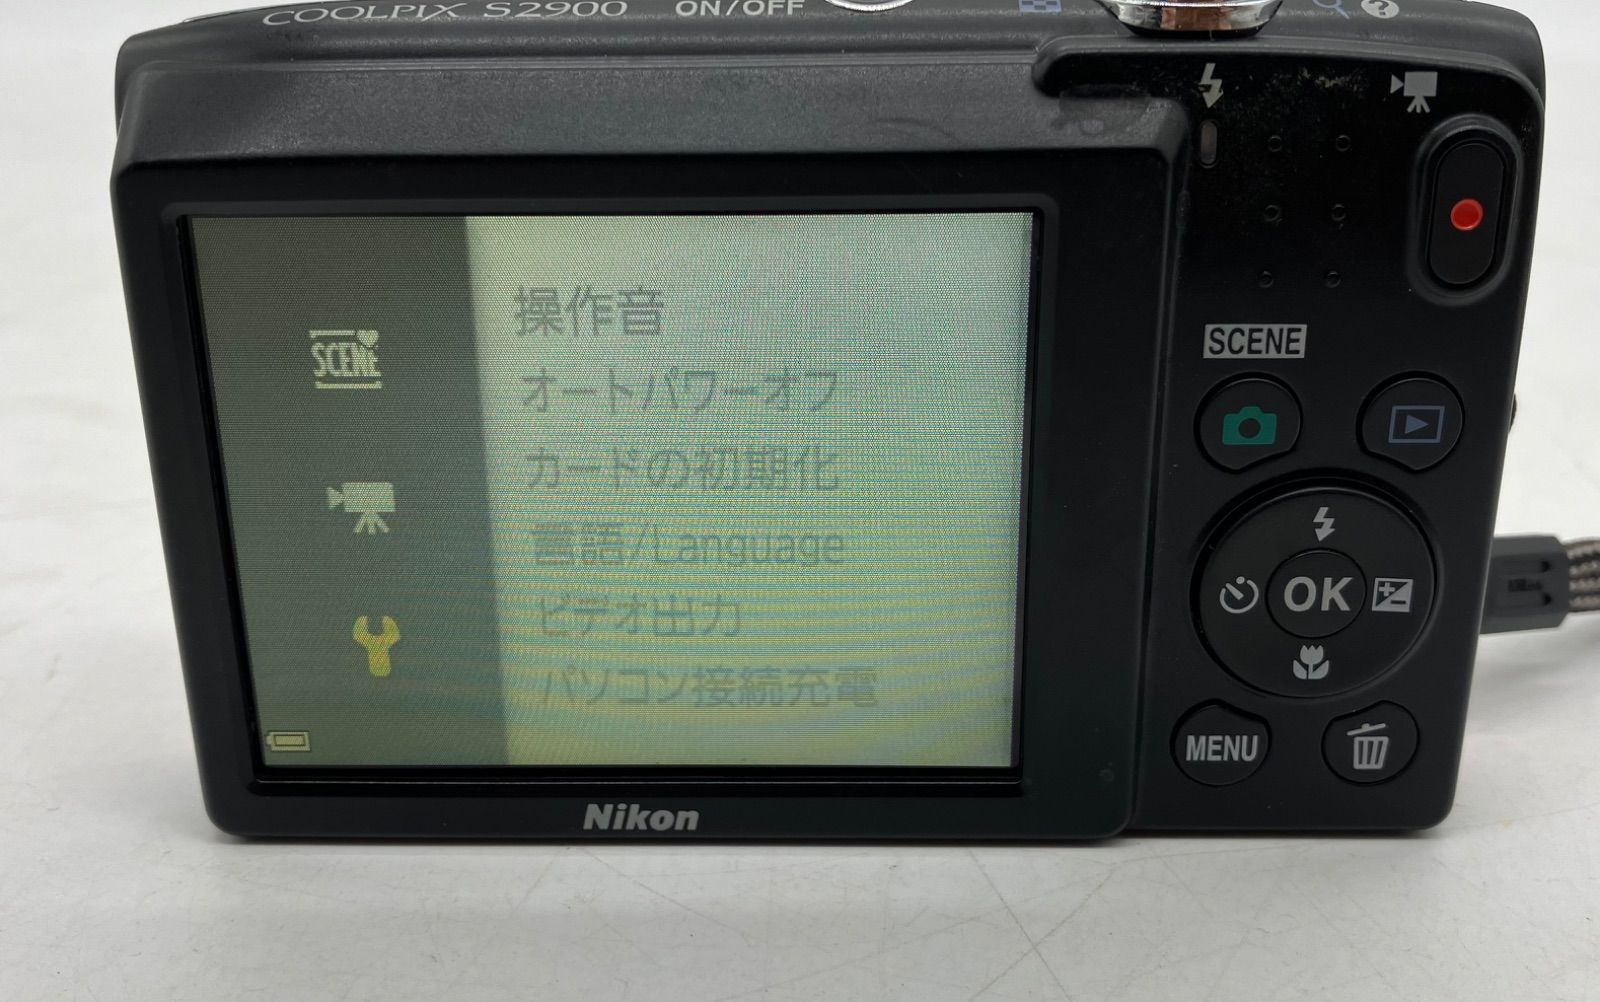 COOLPIX S2900 ON/OFF
SCENE
操作音
オートパワーオフ
カードの初期化
言語/Language
ビデオ出力
パソコン接続充電
SCENE
OK
MENU
Nikon